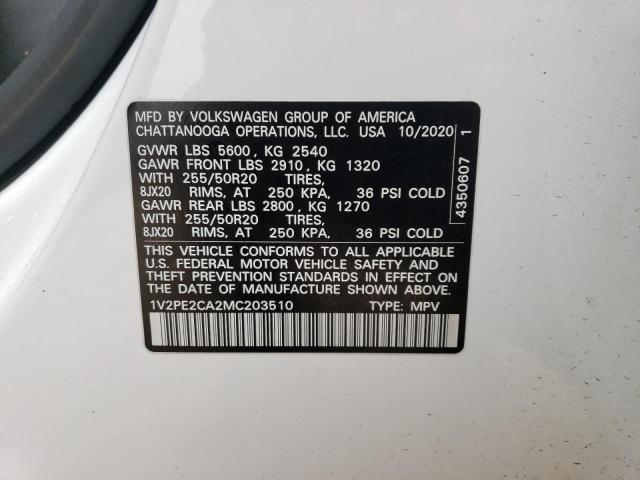 MFD BY VOLKSWAGEN GROUP OF AMERICA
CHATTANOOGA OPERATIONS, LLC. USA 10/2020
GVWR LBS 5600, KG 2540
GAWR FRONT LBS 2910, KG 1320
WITH 255/50R20 TIRES,
8JX20 RIMS, AT 250 KPA, 36 PSI COLD
GAWR REAR LBS 2800, KG 1270
WITH 255/50R20 TIRES,
8JX20 RIMS, AT 250 KPA, 36 PSI COLD
THIS VEHICLE CONFORMS TO ALL APPLICABLE
U.S. FEDERAL MOTOR VEHICLE SAFETY AND
THEFT PREVENTION STANDARDS IN EFFECT ON
THE DATE OF MANUFACTURE SHOWN ABOVE.
1V2PE2CA2MC203510 TYPE: MPV
4350607 1